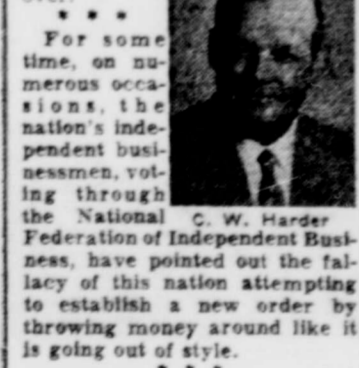 * * *
For some
time, on nu-
merous occa-
sions, the
nation's inde-
pendent busi-
nessmen, vot-
ing through
the National
C. W. Harder
Federation of Independent Busi-
ness, have pointed out the fal-
lacy of this nation attempting
to establish a new order by
throwing money around like it
is going out of style.